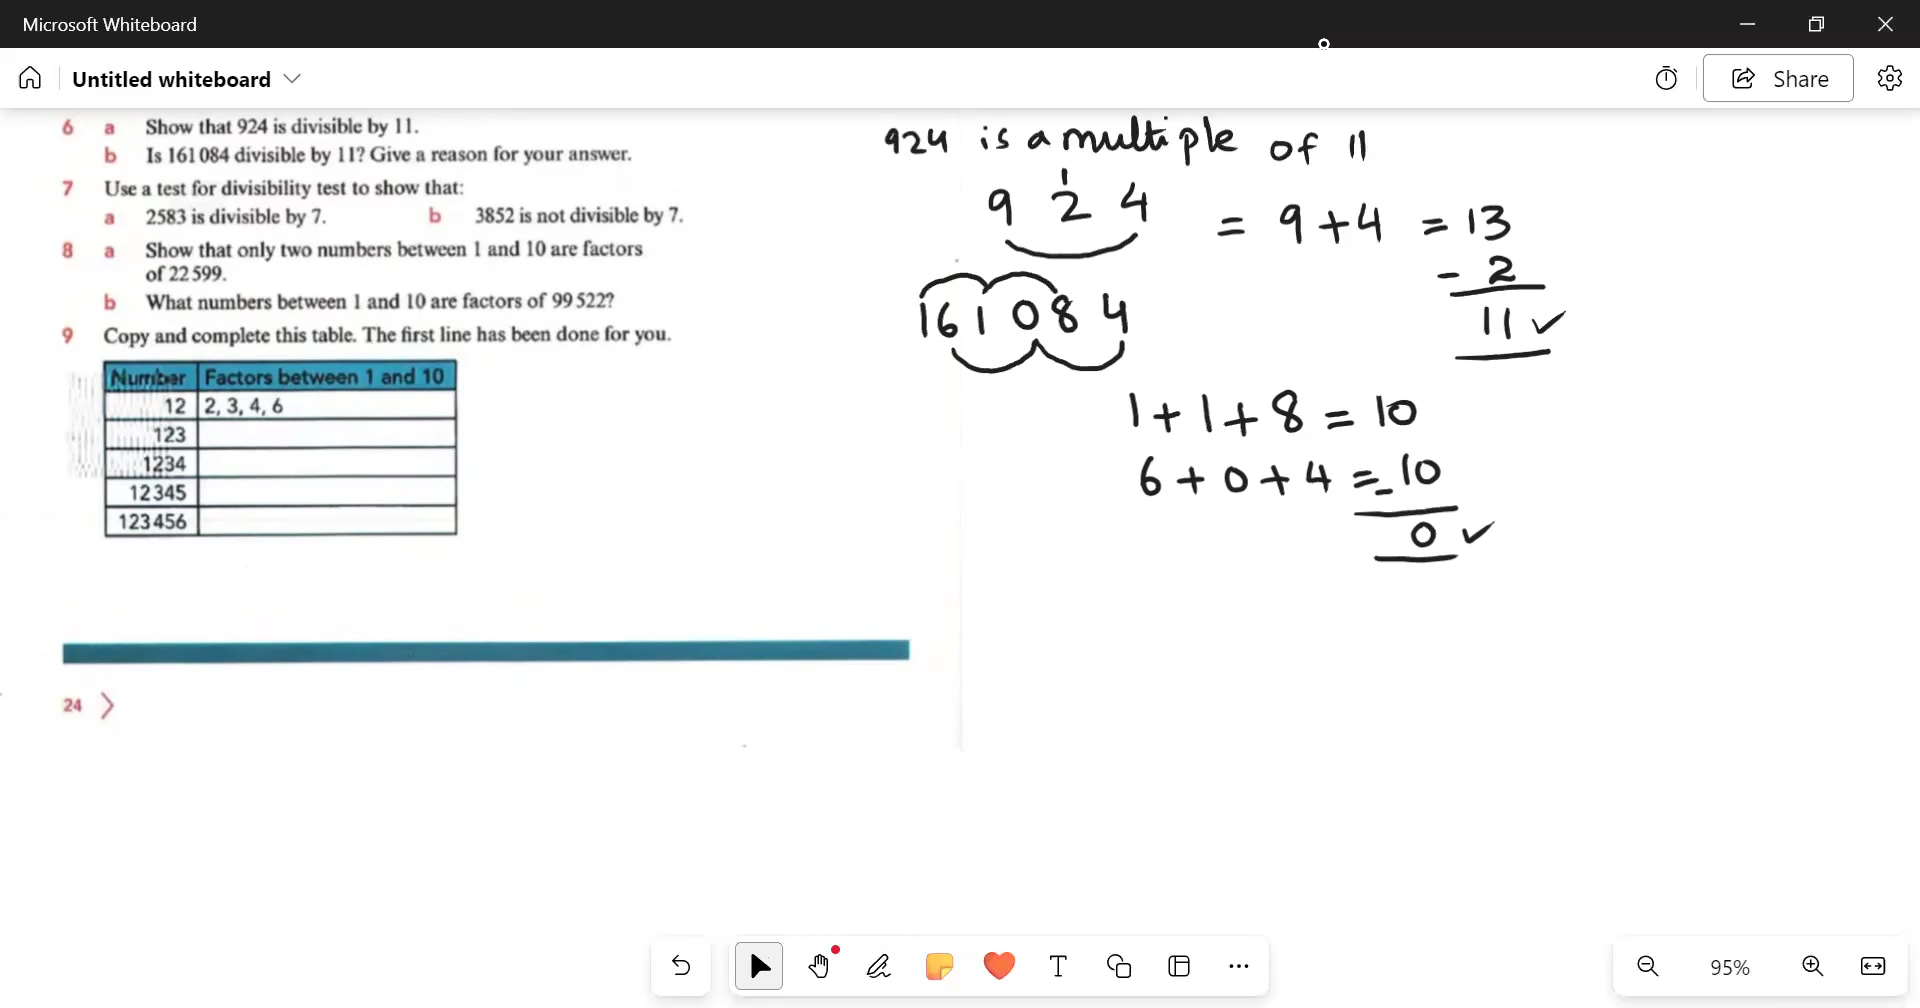 Microsoft Whiteboard
Untitled whiteboard
Share
6 a Show that 924 is divisible by 11.
b Is 161 084 divisible by 11? Give a reason for your answer.
7 Use a test for divisibility test to show that:
a 2583 is divisible by 7. b 3852 is not divisible by 7.
8 a Show that only two numbers between 1 and 10 are factors
of 22 599.
b What numbers between 1 and 10 are factors of 99 522?
9 Copy and complete this table. The first line has been done for you.
Number Factors between 1 and 10
12 2, 3, 4, 6
123
1234
12 345
123 456
24
924 is a multiple of 11
9 2 4 = 9 + 4 = 13
- 2
11 ✓
161084
1 + 1 + 8 = 10
6 + 0 + 4 = - 10
0 ✓
95%